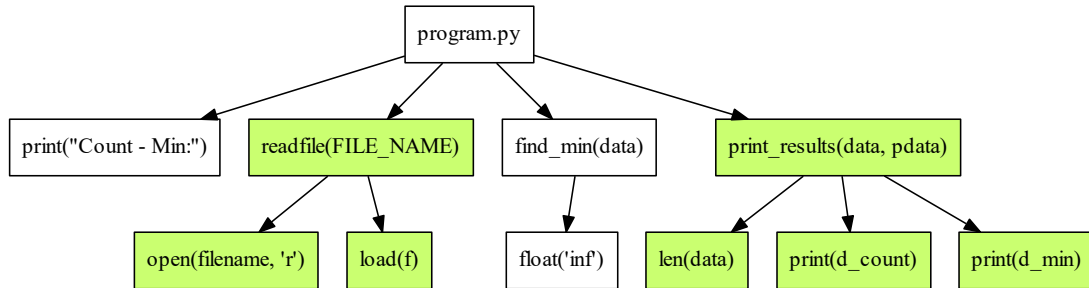 program.py
print("Count - Min:")
readfile(FILE_NAME)
find_min(data)
print_results(data, pdata)
open(filename, 'r')
load(f)
float('inf')
len(data)
print(d_count)
print(d_min)